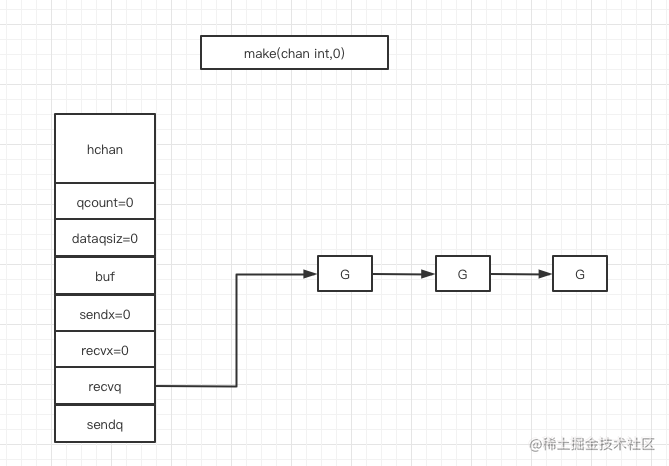 make(chan int,0)
hchan
qcount=0
dataqsiz=0
buf
sendx=0
recvx=0
recvq
sendq
G
G
G
@稀土掘金技术社区